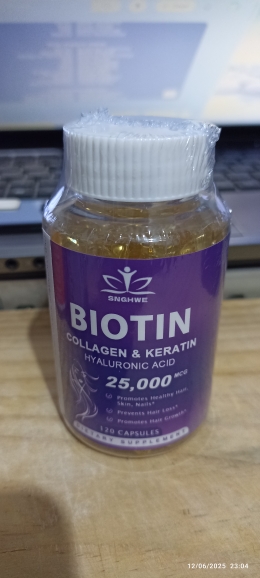 SNGHWE
BIOTIN
COLLAGEN & KERATIN
HYALURONIC ACID
25,000 MCG
Promotes Healthy Hair,
Skin, Nails*
Prevents Hair Loss*
Promotes Hair Growth*
120 CAPSULES
DIETARY SUPPLEMENT
12/06/2025 23:04